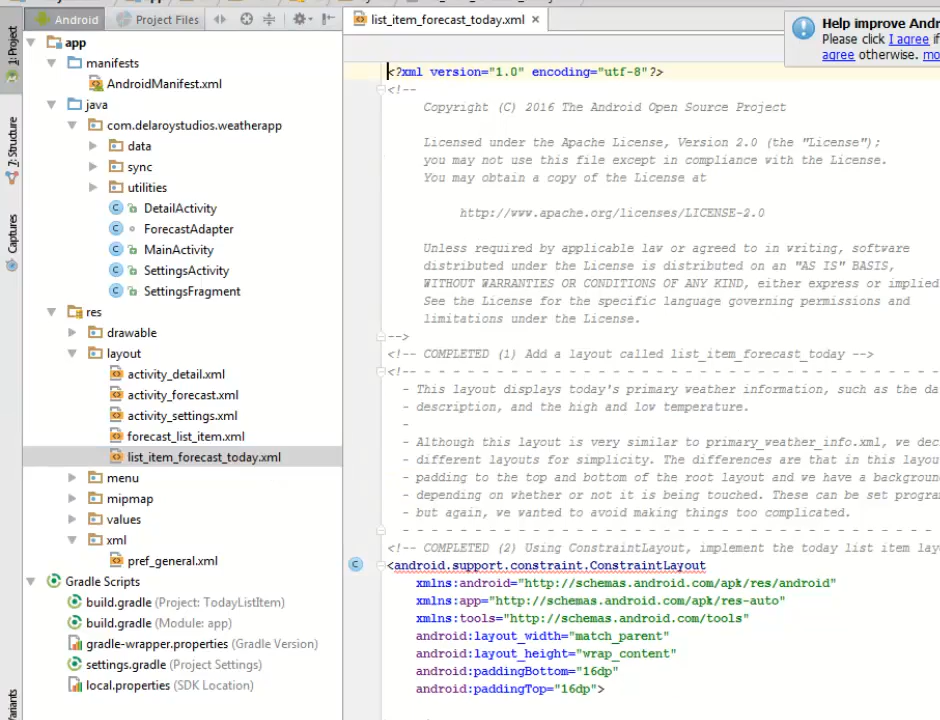 Android
Project Files
list_item_forecast_today.xml
Help improve Andr
Please click I agree if
agree otherwise. mo
1: Project
7: Structure
Captures
ariants
app
manifests
AndroidManifest.xml
java
com.delaroystudios.weatherapp
data
sync
utilities
DetailActivity
ForecastAdapter
MainActivity
SettingsActivity
SettingsFragment
res
drawable
layout
activity_detail.xml
activity_forecast.xml
activity_settings.xml
forecast_list_item.xml
list_item_forecast_today.xml
menu
mipmap
values
xml
pref_general.xml
Gradle Scripts
build.gradle (Project: TodayListItem)
build.gradle (Module: app)
gradle-wrapper.properties (Gradle Version)
settings.gradle (Project Settings)
local.properties (SDK Location)
<?xml version="1.0" encoding="utf-8"?>
<!--
Copyright (C) 2016 The Android Open Source Project
Licensed under the Apache License, Version 2.0 (the "License");
you may not use this file except in compliance with the License.
You may obtain a copy of the License at
http://www.apache.org/licenses/LICENSE-2.0
Unless required by applicable law or agreed to in writing, software
distributed under the License is distributed on an "AS IS" BASIS,
WITHOUT WARRANTIES OR CONDITIONS OF ANY KIND, either express or implied
See the License for the specific language governing permissions and
limitations under the License.
-->
<!-- COMPLETED (1) Add a layout called list_item_forecast_today -->
<!-- - - - - - - - - - - - - - - - - - - - - - - - - - - - - -
- This layout displays today's primary weather information, such as the da
- description, and the high and low temperature.
-
- Although this layout is very similar to primary_weather_info.xml, we dec
- different layouts for simplicity. The differences are that in this layou
- padding to the top and bottom of the root layout and we have a background
- depending on whether or not it is being touched. These can be set progra
- but again, we wanted to avoid making things too complicated.
- - - - - - - - - - - - - - - - - - - - - - - - - - - - - -
<!-- COMPLETED (2) Using ConstraintLayout, implement the today list item lay
<android.support.constraint.ConstraintLayout
xmlns:android="http://schemas.android.com/apk/res/android"
xmlns:app="http://schemas.android.com/apk/res-auto"
xmlns:tools="http://schemas.android.com/tools"
android:layout_width="match_parent"
android:layout_height="wrap_content"
android:paddingBottom="16dp"
android:paddingTop="16dp">